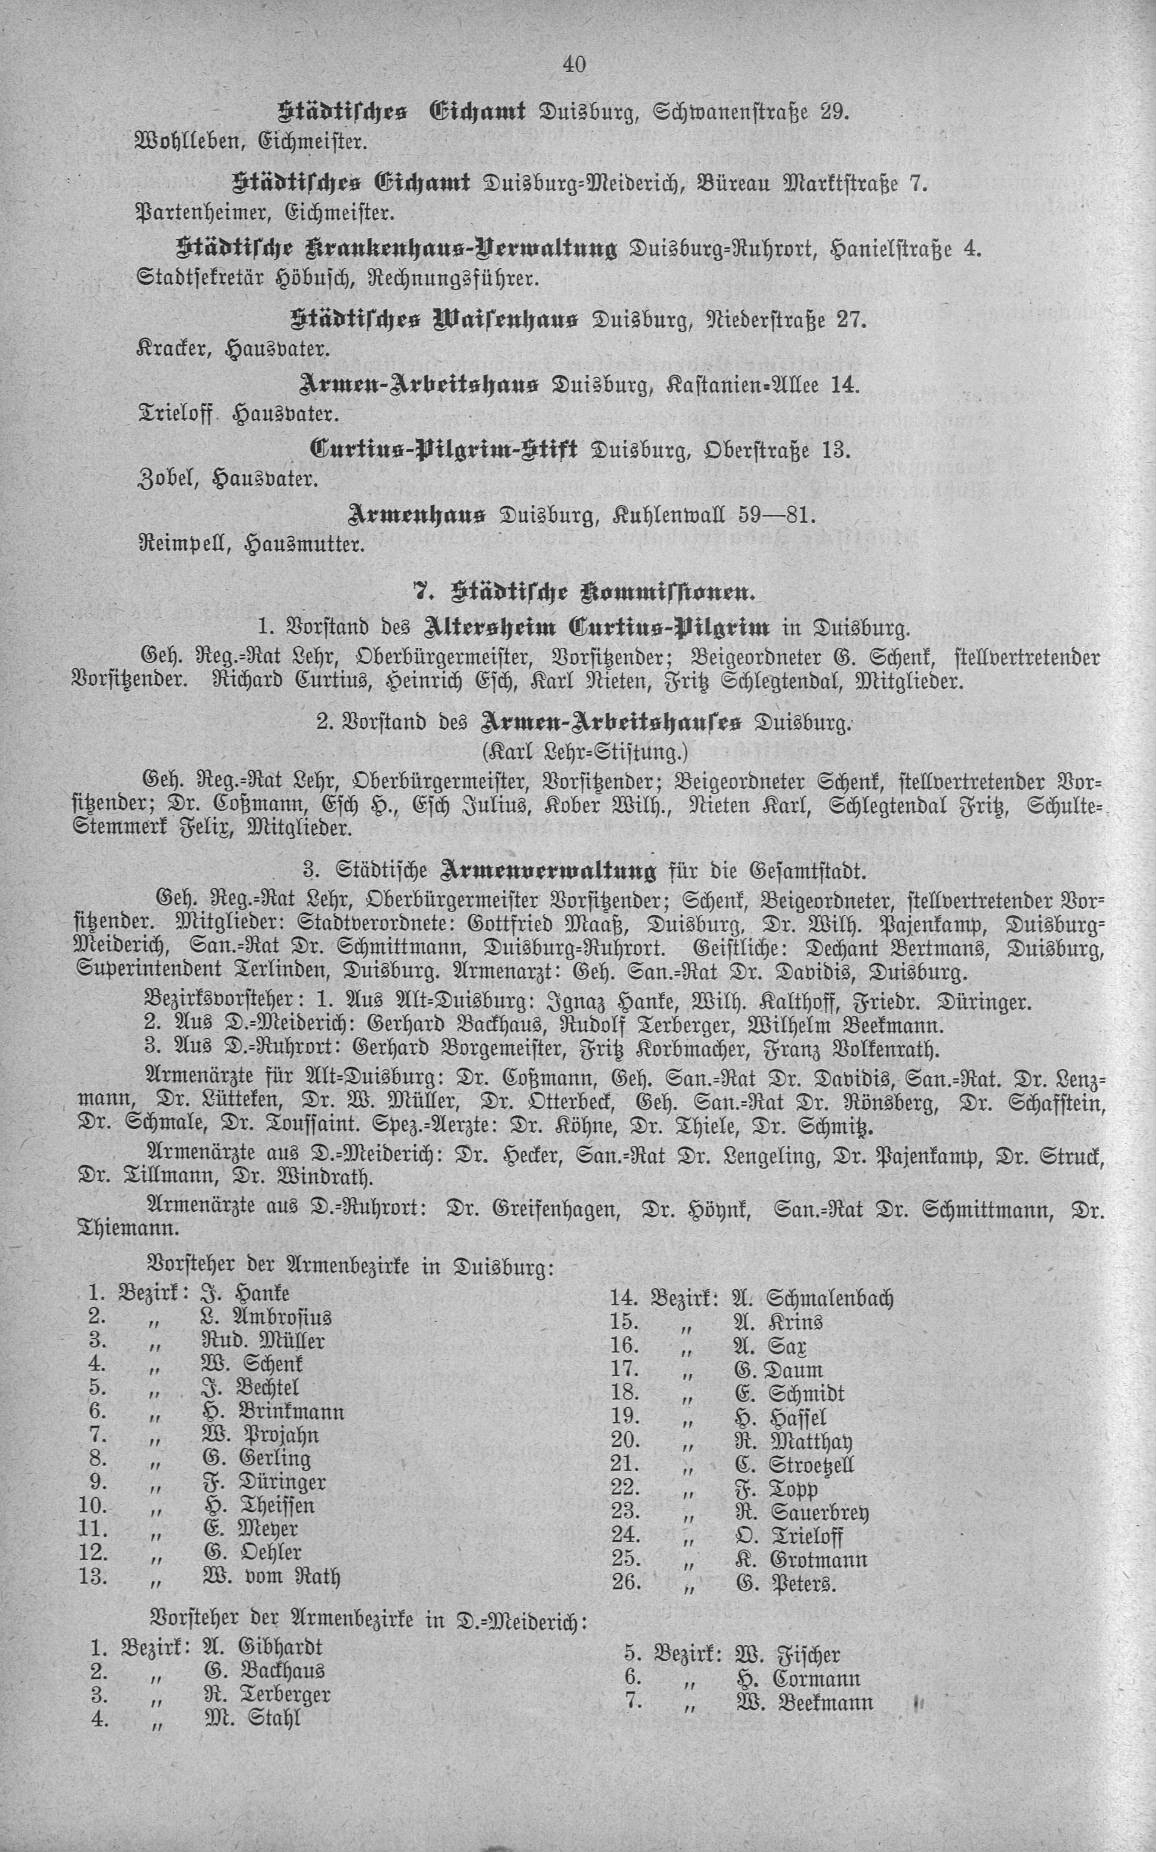 40
Städtisches Eichamt Duisburg, Schwanenstraße 29.
Wohlleben, Eichmeister.
Städtisches Eichamt Duisburg-Meiderich, Büreau Marktstraße 7.
Partenheimer, Eichmeister.
Städtische Krankenhaus-Verwaltung Duisburg-Ruhrort, Hanielstraße 4.
Stadtsekretär Höbusch, Rechnungsführer.
Städtisches Waisenhaus Duisburg, Niederstraße 27.
Kracker, Hausvater.
Armen-Arbeitshaus Duisburg, Kastanien-Allee 14.
Trieloff Hausvater.
Curtius-Pilgrim-Stift Duisburg, Oberstraße 13.
Zobel, Hausvater.
Armenhaus Duisburg, Kuhlenwall 59—81.
Reimpell, Hausmutter.
7. Städtische Kommissionen.
1. Vorstand des Altersheim Curtius-Pilgrim in Duisburg.
Geh. Reg.-Rat Lehr, Oberbürgermeister, Vorsitzender; Beigeordneter G. Schenk, stellvertretender
Vorsitzender. Richard Curtius, Heinrich Esch, Karl Nieten, Fritz Schlegtendal, Mitglieder.
2. Vorstand des Armen-Arbeitshauses Duisburg.
(Karl Lehr-Stistung.)
Geh. Reg.-Rat Lehr, Oberbürgermeister, Vorsitzender; Beigeordneter Schenk, stellvertretender Vor-
sitzender; Dr. Coßmann, Esch H., Esch Julius, Kober Wilh., Nieten Karl, Schlegtendal Fritz, Schulte-
Stemmerk Felix, Mitglieder.
3. Städtische Armenverwaltung für die Gesamtstadt.
Geh. Reg.-Rat Lehr, Oberbürgermeister Vorsitzender; Schenk, Beigeordneter, stellvertretender Vor-
sitzender. Mitglieder: Stadtverordnete: Gottfried Maaß, Duisburg, Dr. Wilh. Pajenkamp, Duisburg-
Meiderich, San.-Rat Dr. Schmittmann, Duisburg-Ruhrort. Geistliche: Dechant Bertmans, Duisburg,
Superintendent Terlinden, Duisburg. Armenarzt: Geh. San.-Rat Dr. Davidis, Duisburg.
Bezirksvorsteher: 1. Aus Alt-Duisburg: Ignaz Hanke, Wilh. Kalthoff, Friedr. Düringer.
2. Aus D.-Meiderich: Gerhard Backhaus, Rudolf Terberger, Wilhelm Beekmann.
3. Aus D.-Ruhrort: Gerhard Borgemeister, Fritz Korbmacher, Franz Volkenrath.
Armenärzte für Alt-Duisburg: Dr. Coßmann, Geh. San.-Rat Dr. Davidis, San.-Rat. Dr. Lenz-
mann, Dr. Lütteken, Dr. W. Müller, Dr. Otterbeck, Geh. San.-Rat Dr. Rönsberg, Dr. Schafstein,
Dr. Schmale, Dr. Toussaint. Spez.-Aerzte: Dr. Köhne, Dr. Thiele, Dr. Schmitz.
Armenärzte aus D.-Meiderich: Dr. Hecker, San.-Rat Dr. Lengeling, Dr. Pajenkamp, Dr. Struck,
Dr. Tillmann, Dr. Windrath.
Armenärzte aus D.-Ruhrort: Dr. Greifenhagen, Dr. Höynk, San.-Rat Dr. Schmittmann, Dr.
Thiemann.
Vorsteher der Armenbezirke in Duisburg:
1. Bezirk: J. Hanke
2. „ L. Ambrosius
3. „ Rud. Müller
4. „ W. Schenk
5. „ J. Bechtel
6. „ H. Brinkmann
7. „ W. Projahn
8. „ G. Gerling
9. „ F. Düringer
10. „ H. Theissen
11. „ E. Meyer
12. „ G. Oehler
13. „ W. vom Rath
14. Bezirk: A. Schmalenbach
15. „ A. Krins
16. „ A. Sax
17. „ G. Daum
18. „ E. Schmidt
19. „ H. Hassel
20. „ R. Matthay
21. „ C. Stroetzell
22. „ F. Topp
23. „ R. Sauerbrey
24. „ O. Trieloff
25. „ K. Grotmann
26. „ G. Peters.
Vorsteher der Armenbezirke in D.-Meiderich:
1. Bezirk: A. Gibhardt
2. „ G. Backhaus
3. „ R. Terberger
4. „ M. Stahl
5. Bezirk: W. Fischer
6. „ H. Cormann
7. „ W. Beekmann